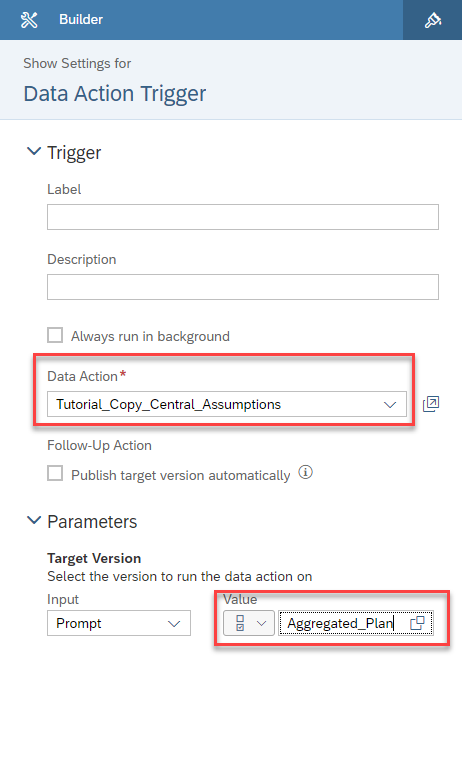 Builder
Show Settings for
Data Action Trigger
Trigger
Label
Description
Always run in background
Data Action*
Tutorial_Copy_Central_Assumptions
Follow-Up Action
Publish target version automatically
Parameters
Target Version
Select the version to run the data action on
Input Value
Prompt Aggregated_Plan